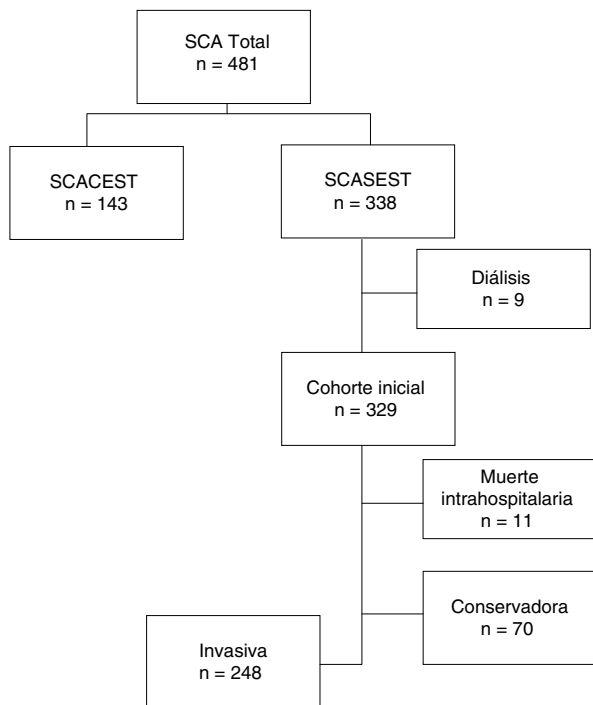 SCA Total
n = 481
SCACEST
n = 143
SCASEST
n = 338
Diálisis
n = 9
Cohorte inicial
n = 329
Muerte
intrahospitalaria
n = 11
Conservadora
n = 70
Invasiva
n = 248